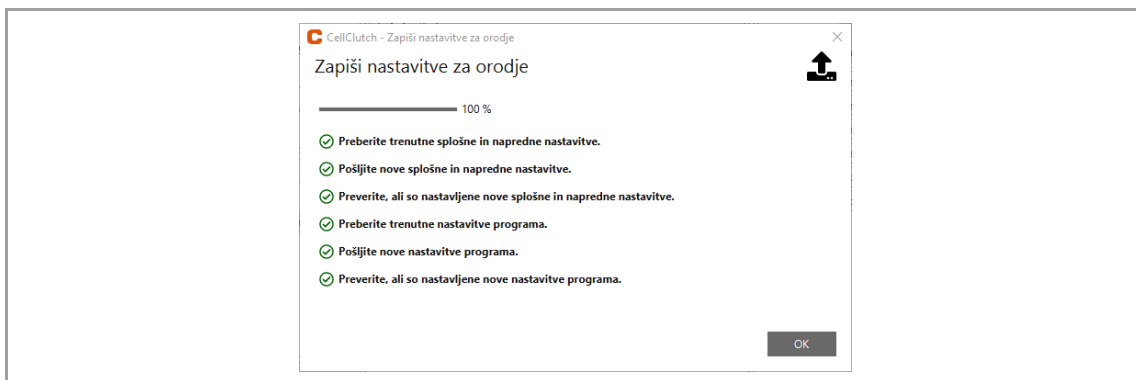 CellClutch - Zapiši nastavitve za orodje
Zapiši nastavitve za orodje
100 %
Preberite trenutne splošne in napredne nastavitve.
Pošljite nove splošne in napredne nastavitve.
Preverite, ali so nastavljene nove splošne in napredne nastavitve.
Preberite trenutne nastavitve programa.
Pošljite nove nastavitve programa.
Preverite, ali so nastavljene nove nastavitve programa.
OK